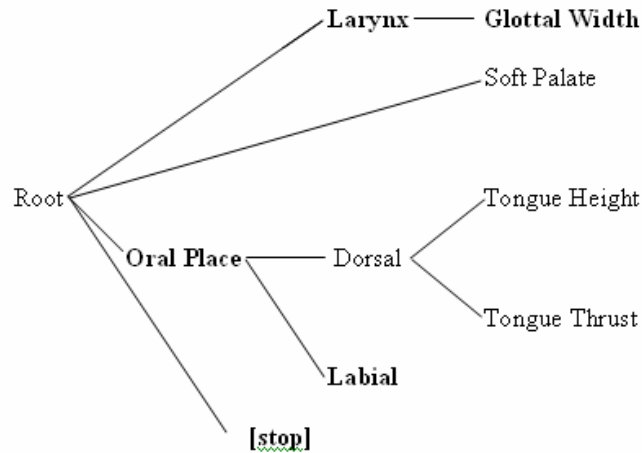 Larynx Glottal Width
Soft Palate
Root
Tongue Height
Oral Place Dorsal
Tongue Thrust
Labial
[stop]